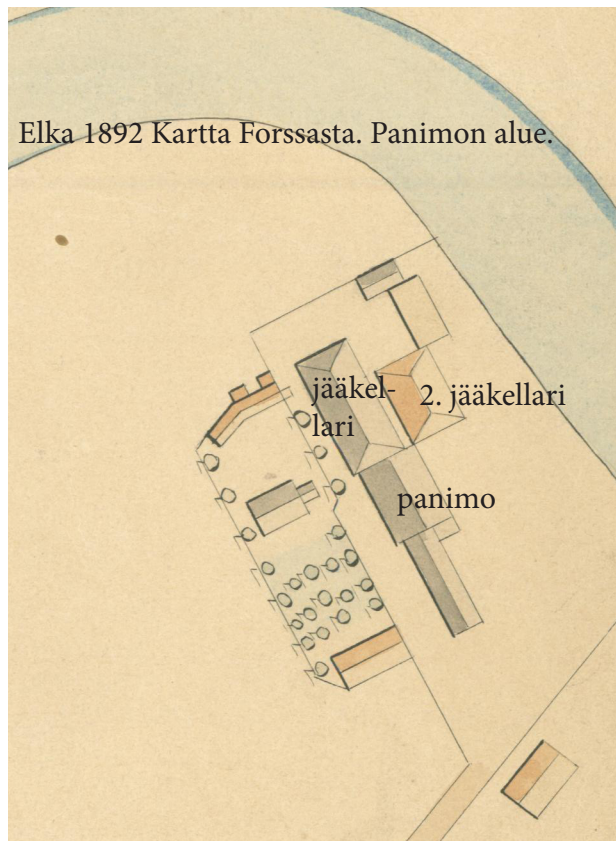 Elka 1892 Kartta Forssasta. Panimon alue.
jääkel-
lari
2. jääkellari
panimo